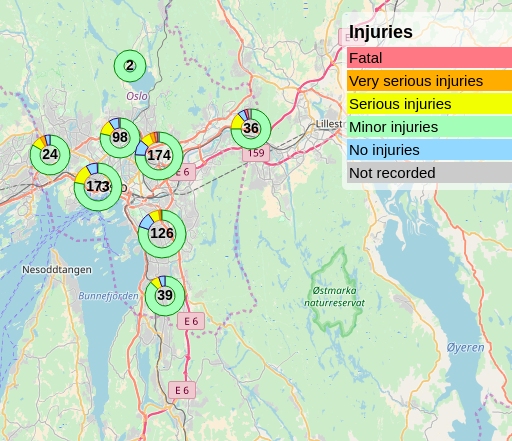 Injuries
Fatal
Very serious injuries
Serious injuries
Minor injuries
No injuries
Not recorded
E 6
2
Oslo
98
36
174
24
Lillest
159
E 6
173
O
126
Nesoddtangen
Bunnefjorden
39
Østmarka
naturreservat
E 6
Øyeren
E 6